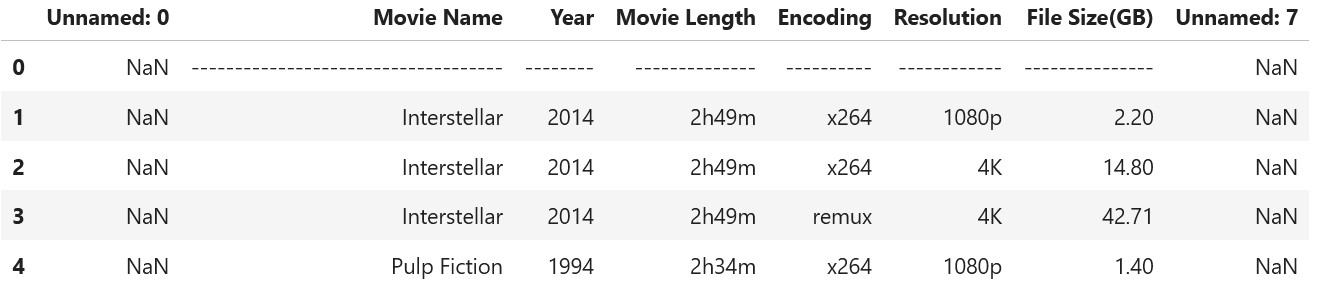 Unnamed: 0 Movie Name Year Movie Length Encoding Resolution File Size(GB) Unnamed: 7
0 NaN ------------------------------------ -------- -------------- ---------- ------------ --------------- NaN
1 NaN Interstellar 2014 2h49m x264 1080p 2.20 NaN
2 NaN Interstellar 2014 2h49m x264 4K 14.80 NaN
3 NaN Interstellar 2014 2h49m remux 4K 42.71 NaN
4 NaN Pulp Fiction 1994 2h34m x264 1080p 1.40 NaN